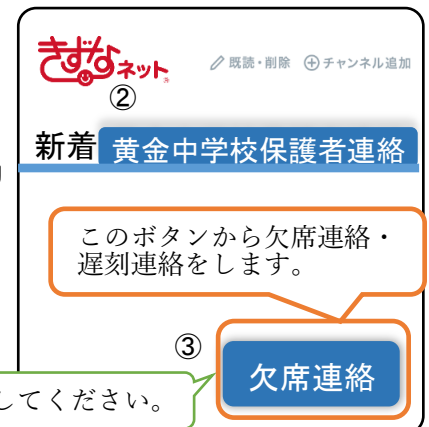 きずなネット
既読・削除 チャンネル追加
②
新着 黄金中学校保護者連絡
このボタンから欠席連絡・
遅刻連絡をします。
③
欠席連絡
してください。